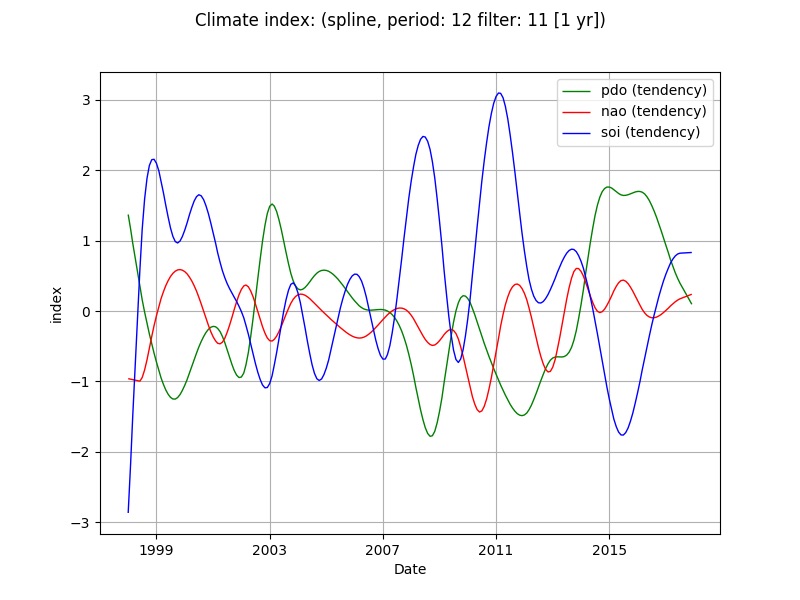 Climate index: (spline, period: 12 filter: 11 [1 yr])
pdo (tendency)
nao (tendency)
soi (tendency)
index
3
2
1
0
−1
−2
−3
1999
2003
2007
2011
2015
Date